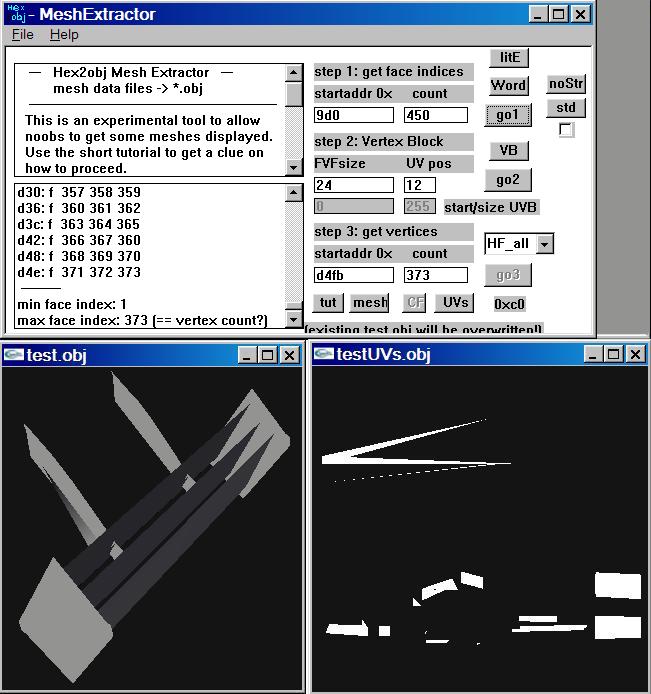 Hex
obj - MeshExtractor
File Help
— Hex2obj Mesh Extractor —
mesh data files -> *.obj
This is an experimental tool to allow
noobs to get some meshes displayed.
Use the short tutorial to get a clue on
how to proceed.
d30: f 357 358 359
d36: f 360 361 362
d3c: f 363 364 365
d42: f 366 367 360
d48: f 368 369 370
d4e: f 371 372 373
min face index: 1
max face index: 373 (== vertex count?)
step 1: get face indices
startaddr 0x count
9d0 450
step 2: Vertex Block
FVFsize UV pos
24 12
0 255 start/size UVB
step 3: get vertices
startaddr 0x count
d4fb 373
tut mesh CF UVs 0xc0
(existing test obj will be overwritten!)
litE
Word noStr
go1 std
VB
go2
HF_all
go3
test.obj
testUVs.obj